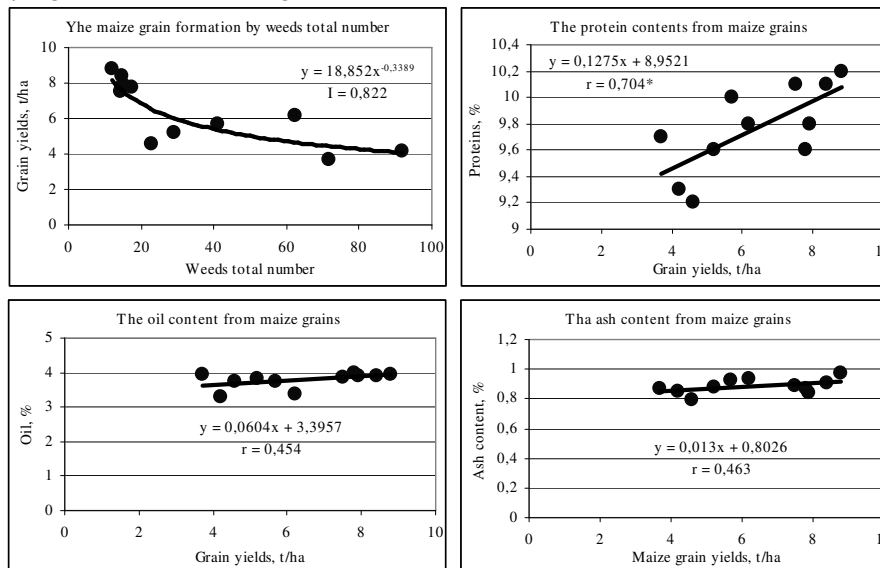 Yhe maize grain formation by weeds total number
y = 18,852x^-0,3389
I = 0,822
Grain yields, t/ha
10
8
6
4
2
0
0 20 40 60 80 100
Weeds total number
The protein contents from maize grains
y = 0,1275x + 8,9521
r = 0,704*
Proteins, %
10,4
10,2
10
9,8
9,6
9,4
9,2
9
0 2 4 6 8 1
Grain yields, t/ha
The oil content from maize grains
Oil, %
5
4
3
2
1
0
y = 0,0604x + 3,3957
r = 0,454
0 2 4 6 8 10
Grain yields, t/ha
Tha ash content from maize grains
Ash content, %
1,2
1
0,8
0,6
0,4
0,2
0
y = 0,013x + 0,8026
r = 0,463
0 2 4 6 8 1
Maize grain yields, t/ha